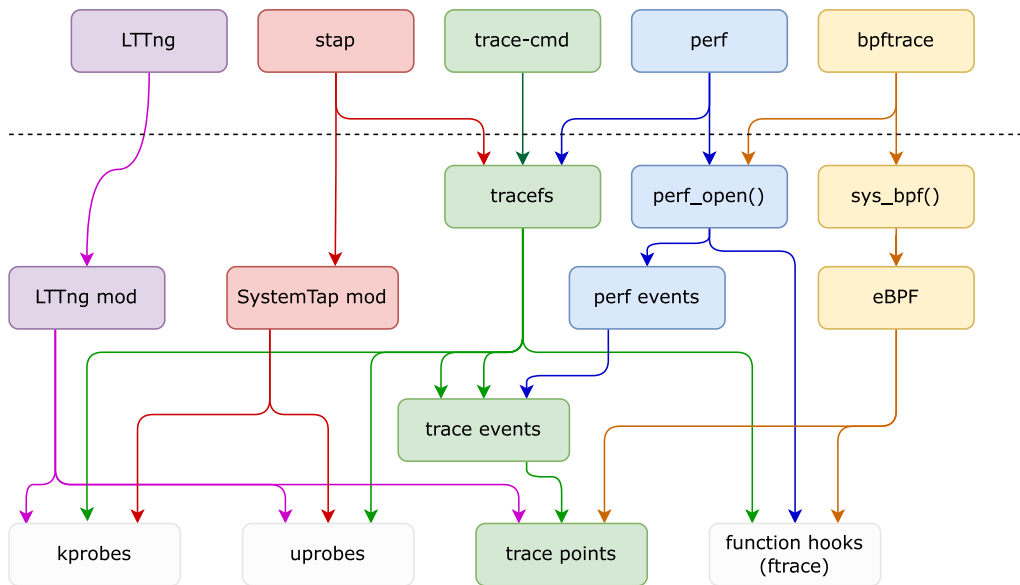 LTTng
stap
trace-cmd
perf
bpftrace
tracefs
perf_open()
sys_bpf()
LTTng mod
SystemTap mod
perf events
eBPF
trace events
kprobes
uprobes
trace points
function hooks
(ftrace)